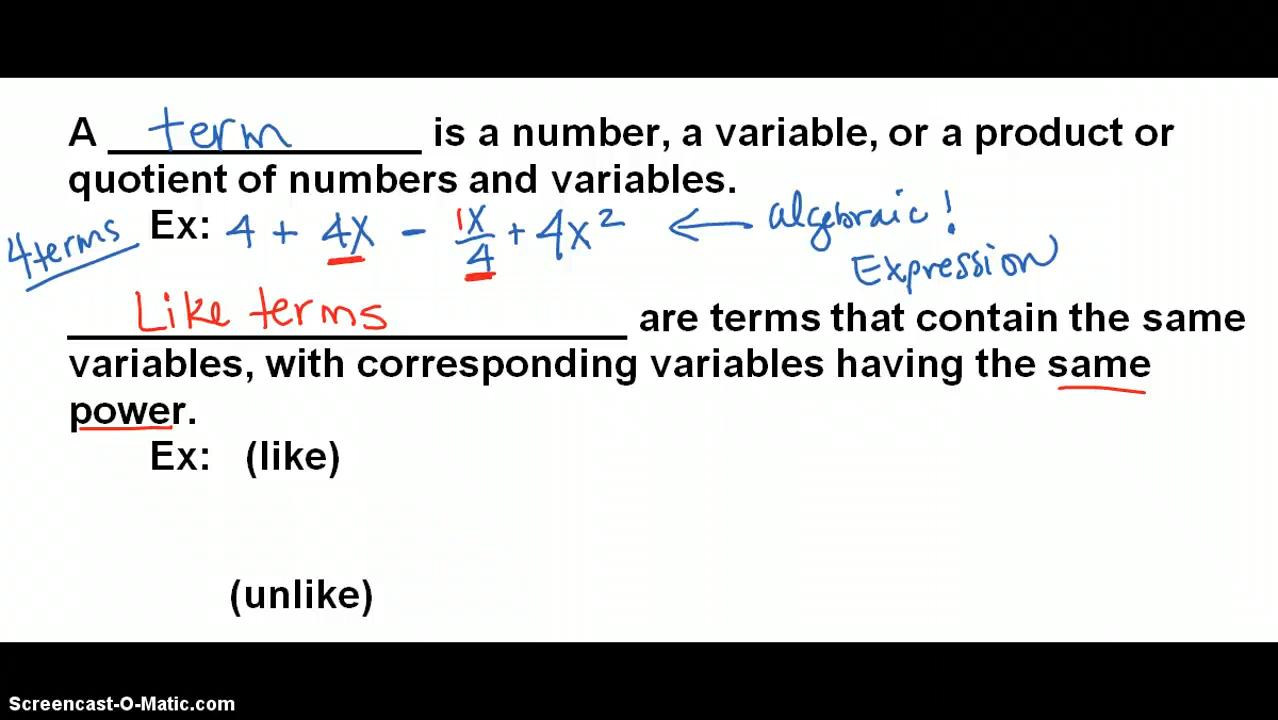 A term is a number, a variable, or a product or
quotient of numbers and variables.
4 terms Ex: 4 + 4x - 1x/4 + 4x² ← algebraic!
Expression
Like terms are terms that contain the same
variables, with corresponding variables having the same
power.
Ex: (like)
(unlike)
Screencast-O-Matic.com